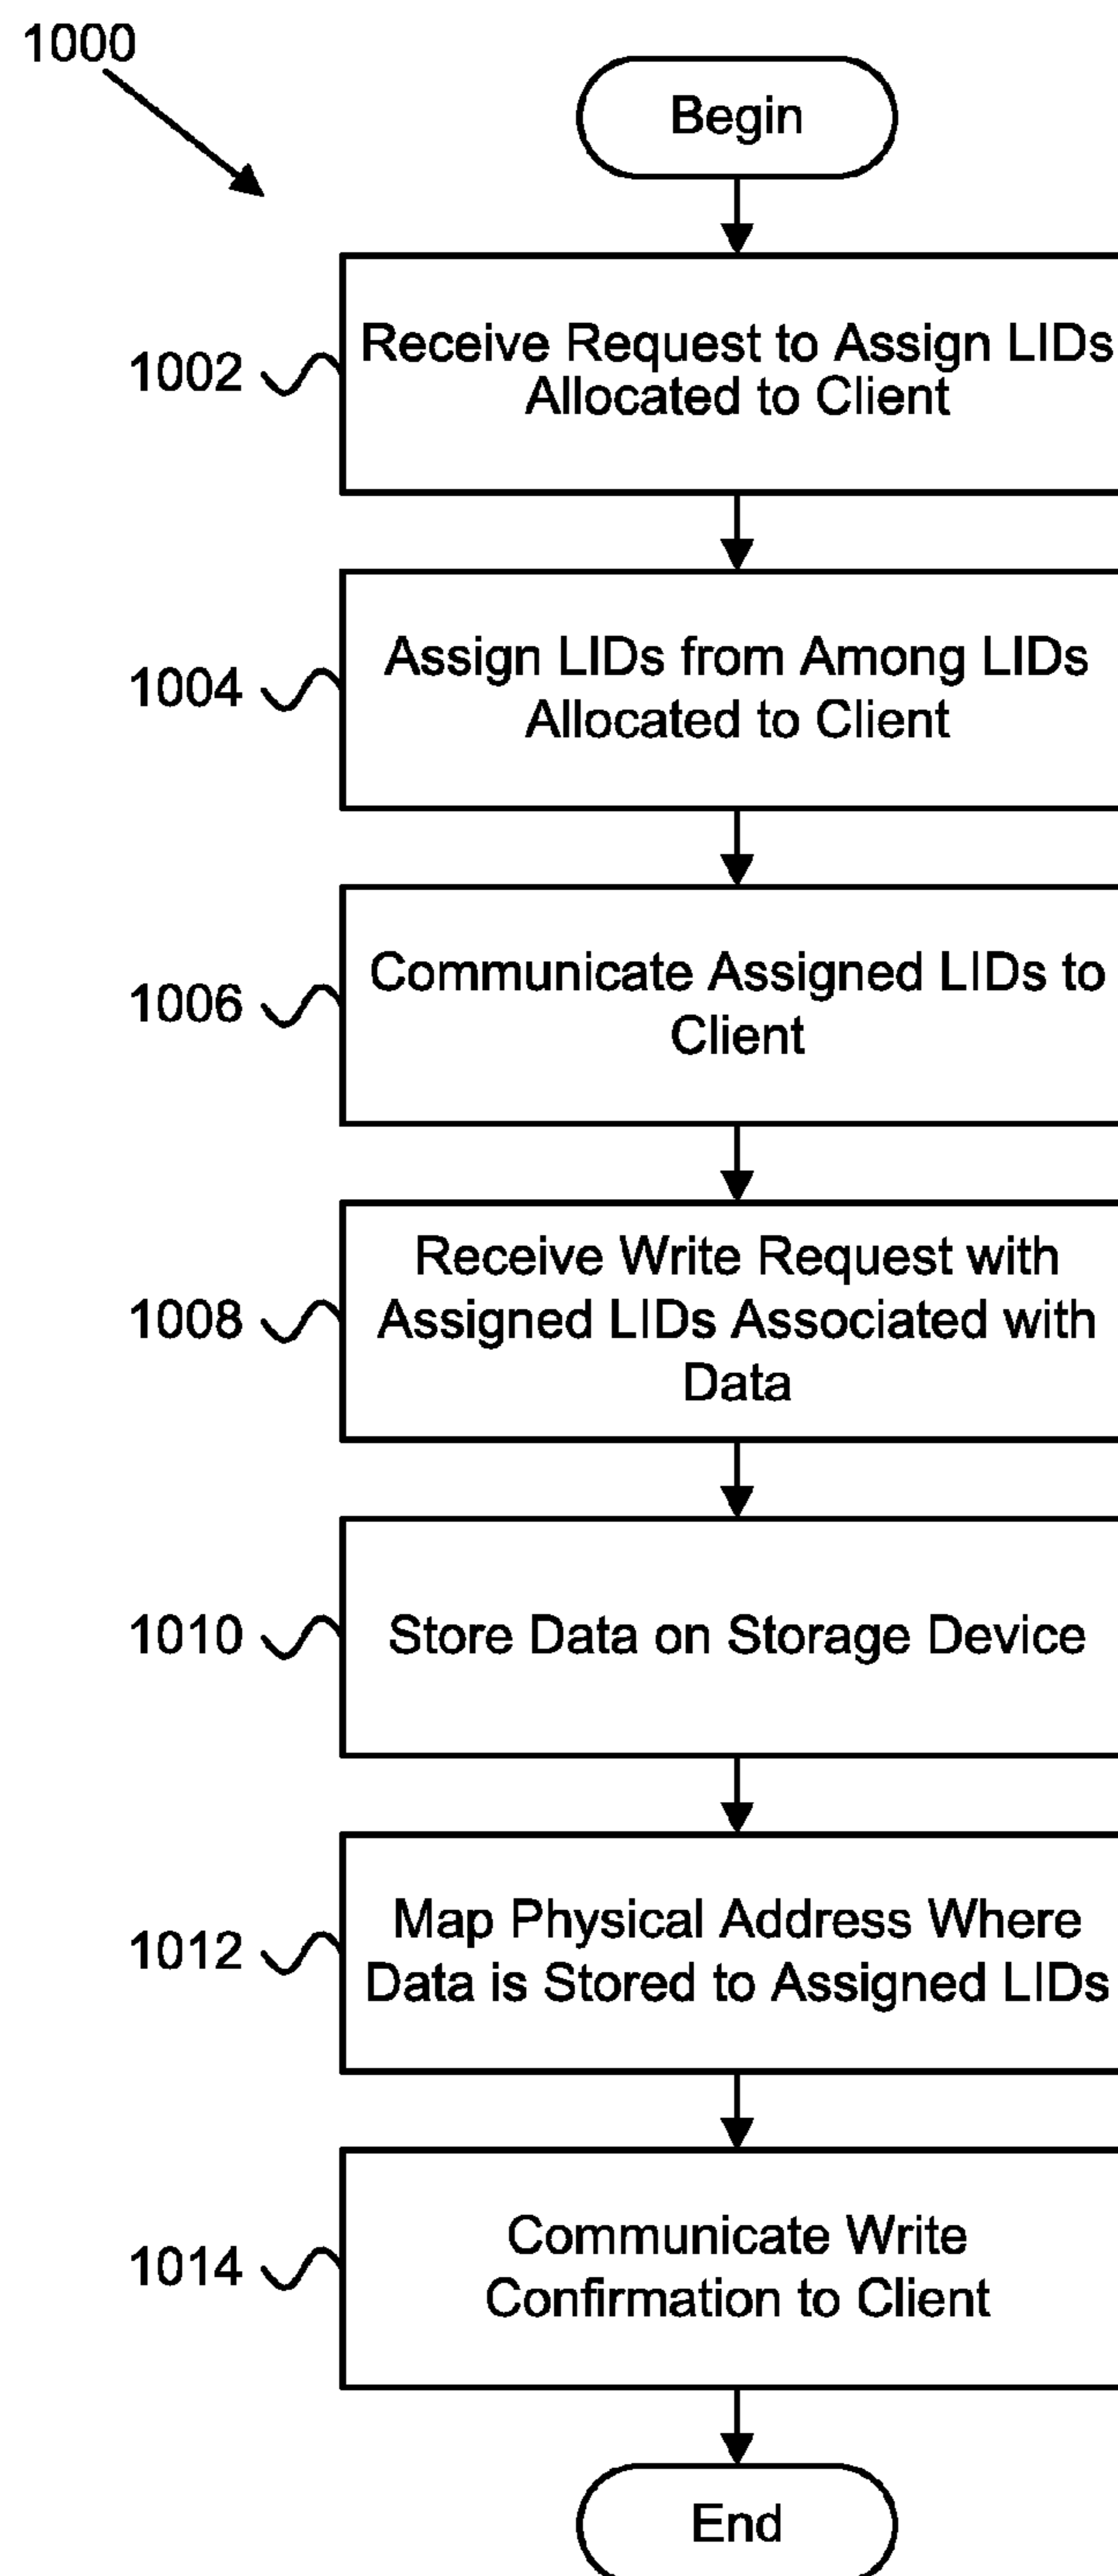 1000
Begin
1002
Receive Request to Assign LIDs
Allocated to Client
1004
Assign LIDs from Among LIDs
Allocated to Client
1006
Communicate Assigned LIDs to
Client
1008
Receive Write Request with
Assigned LIDs Associated with
Data
1010
Store Data on Storage Device
1012
Map Physical Address Where
Data is Stored to Assigned LIDs
1014
Communicate Write
Confirmation to Client
End